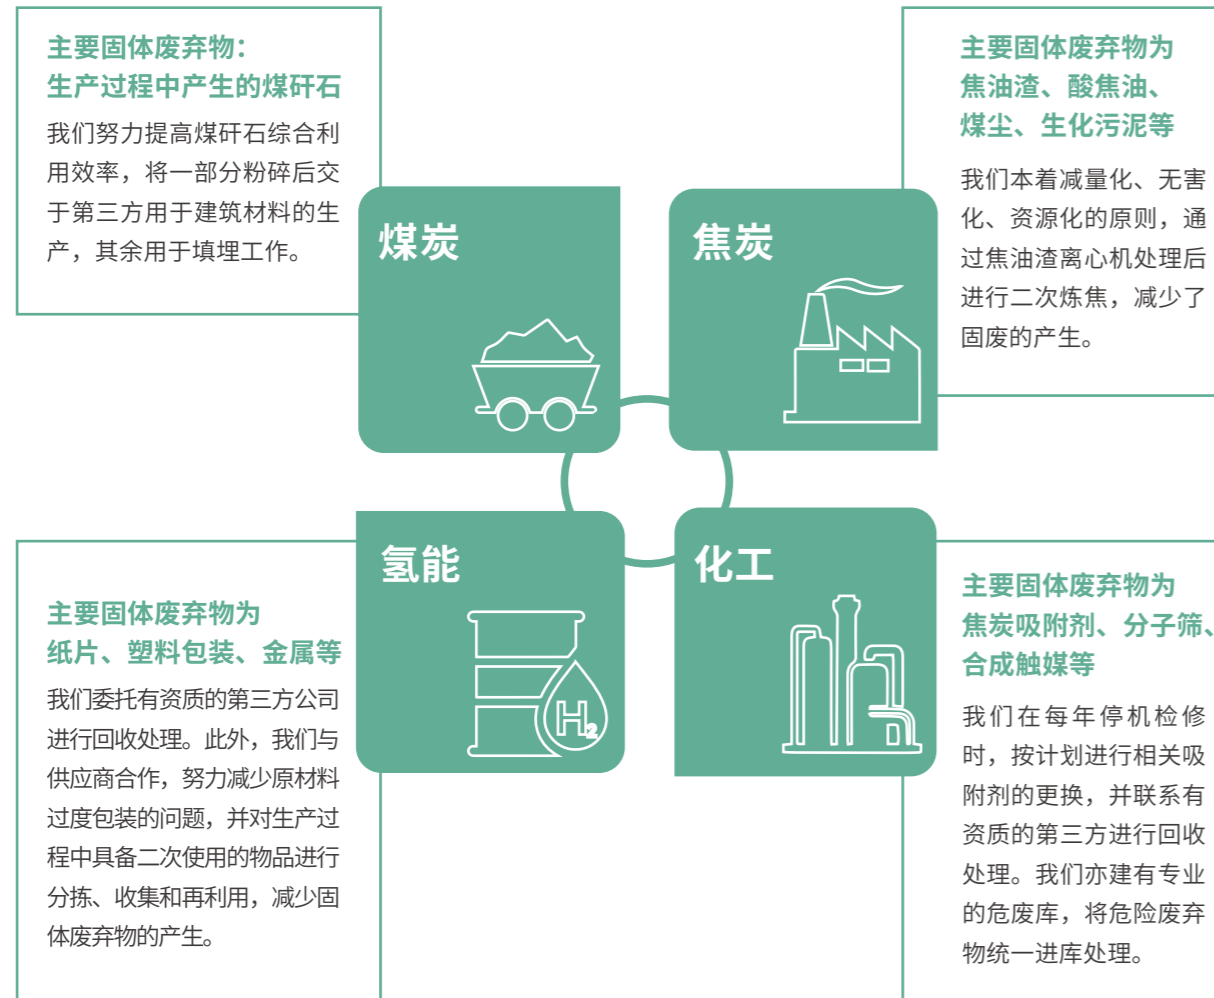 主要固体废弃物：
生产过程中产生的煤矸石
我们努力提高煤矸石综合利
用效率，将一部分粉碎后交
于第三方用于建筑材料的生
产，其余用于填埋工作。
煤炭
主要固体废弃物为
焦油渣、酸焦油、
煤尘、生化污泥等
我们本着减量化、无害
化、资源化的原则，通
过焦油渣离心机处理后
进行二次炼焦，减少了
固废的产生。
焦炭
氢能
H2
主要固体废弃物为
纸片、塑料包装、金属等
我们委托有资质的第三方公司
进行回收处理。此外，我们与
供应商合作，努力减少原材料
过度包装的问题，并对生产过
程中具备二次使用的物品进行
分拣、收集和再利用，减少固
体废弃物的产生。
化工
主要固体废弃物为
焦炭吸附剂、分子筛、
合成触媒等
我们在每年停机检修
时，按计划进行相关吸
附剂的更换，并联系有
资质的第三方进行回收
处理。我们亦建有专业
的危废库，将危险废弃
物统一进库处理。